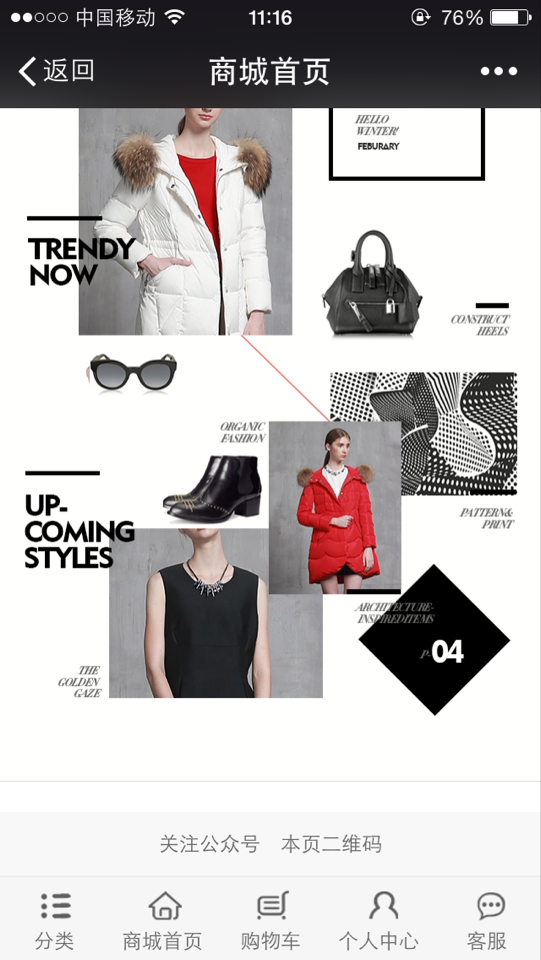 中国移动 11:16 76%
返回 商城首页
HELLO
WINTER!
FEBURARY
TRENDY
NOW
CONSTRUCT
HEELS
ORGANIC
FASHION
UP-
COMING
STYLES
PATTERN&
PRINT
ARCHITECTURE-
INSPIREDITEMS
P-04
THE
GOLDEN
GAZE
关注公众号 本页二维码
分类 商城首页 购物车 个人中心 客服